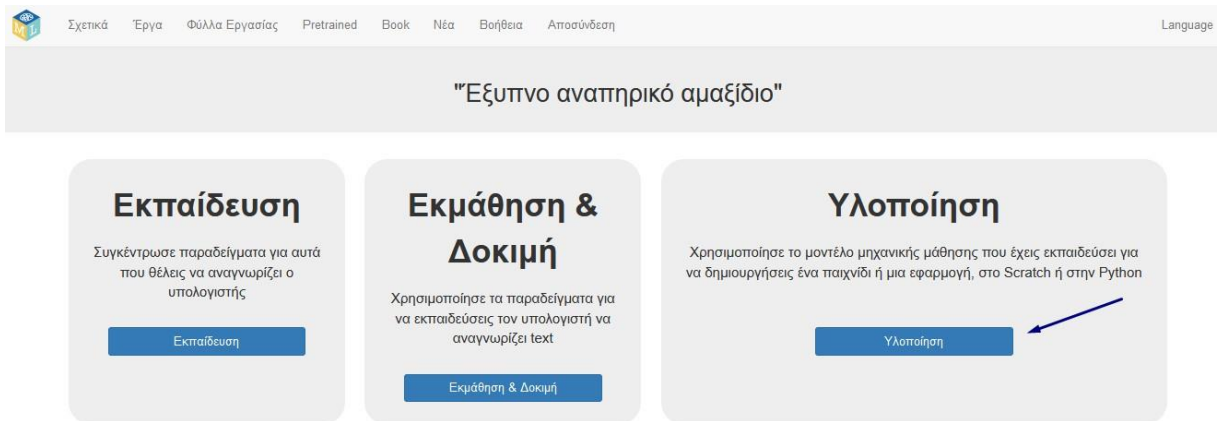 Σχετικά Έργα Φύλλα Εργασίας Pretrained Book Νέα Βοήθεια Αποσύνδεση Language
"Έξυπνο αναπηρικό αμαξίδιο"
Εκπαίδευση
Συγκέντρωσε παραδείγματα για αυτά
που θέλεις να αναγνωρίζει ο
υπολογιστής
Εκπαίδευση
Εκμάθηση &
Δοκιμή
Χρησιμοποίησε τα παραδείγματα για
να εκπαιδεύσεις τον υπολογιστή να
αναγνωρίζει text
Εκμάθηση & Δοκιμή
Υλοποίηση
Χρησιμοποίησε το μοντέλο μηχανικής μάθησης που έχεις εκπαιδεύσει για
να δημιουργήσεις ένα παιχνίδι ή μια εφαρμογή, στο Scratch ή στην Python
Υλοποίηση